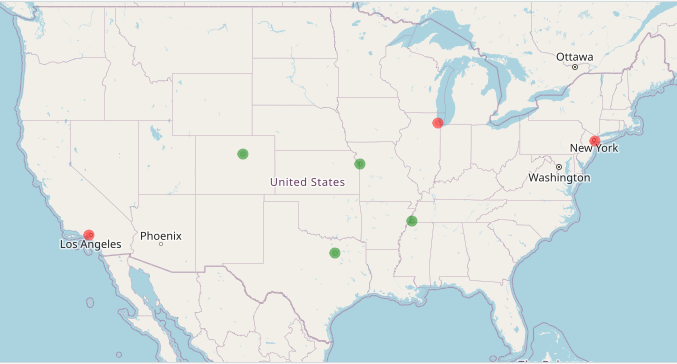 Ottawa
New York
Washington
United States
Phoenix
Los Angeles